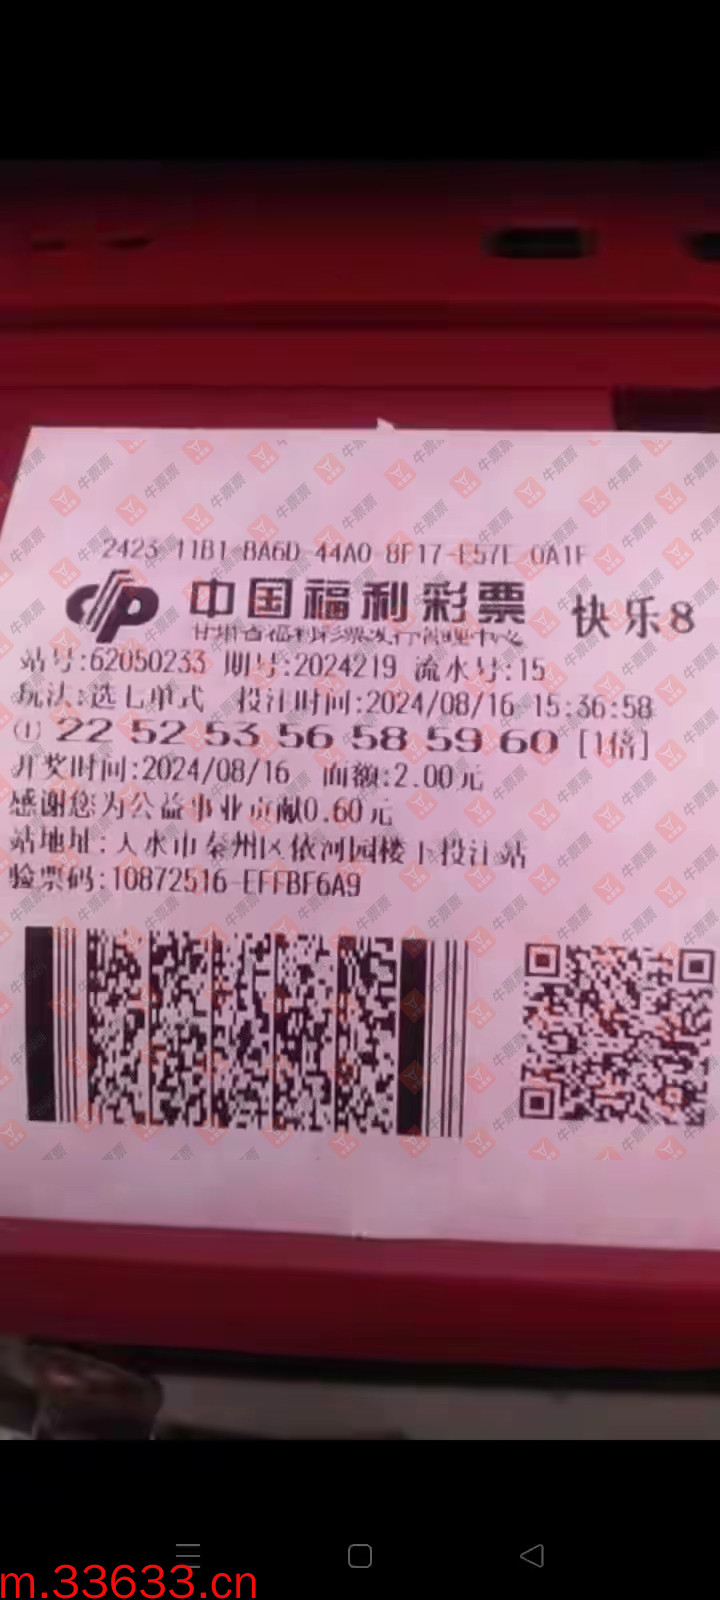 2423-11B1-8A6D-44A0-8F17-E57E-0A1F
中国福利彩票 快乐8
甘肃省福利彩票发行管理中心
站号:62050233 期号:2024219 流水号:15
玩法:选七单式 投注时间:2024/08/16 15:36:58
① 22 52 53 56 58 59 60 [1倍]
开奖时间:2024/08/16 面额:2.00元
感谢您为公益事业贡献0.60元
站地址:天水市秦州区依河园楼下投注站
验票码:10872516-EFFBF6A9
牛票票
m.33633.cn